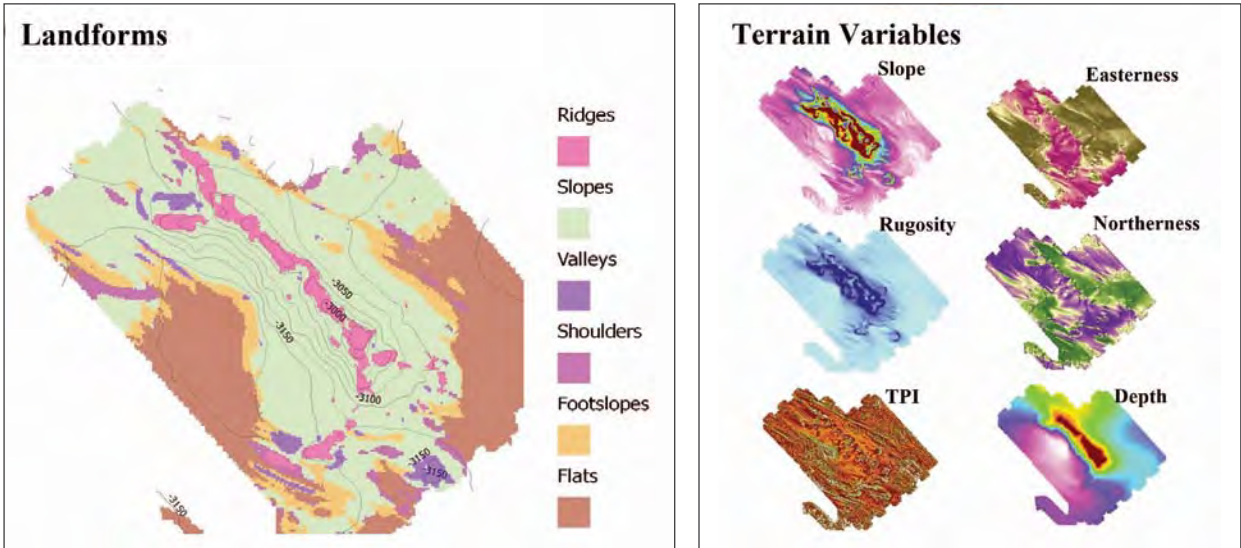 Landforms
Ridges
Slopes
Valleys
Shoulders
Footslopes
Flats
-3050
-3000
-3150
-3100
-3150
-3150
-3150
Terrain Variables
Slope
Easterness
Rugosity
Northerness
TPI
Depth